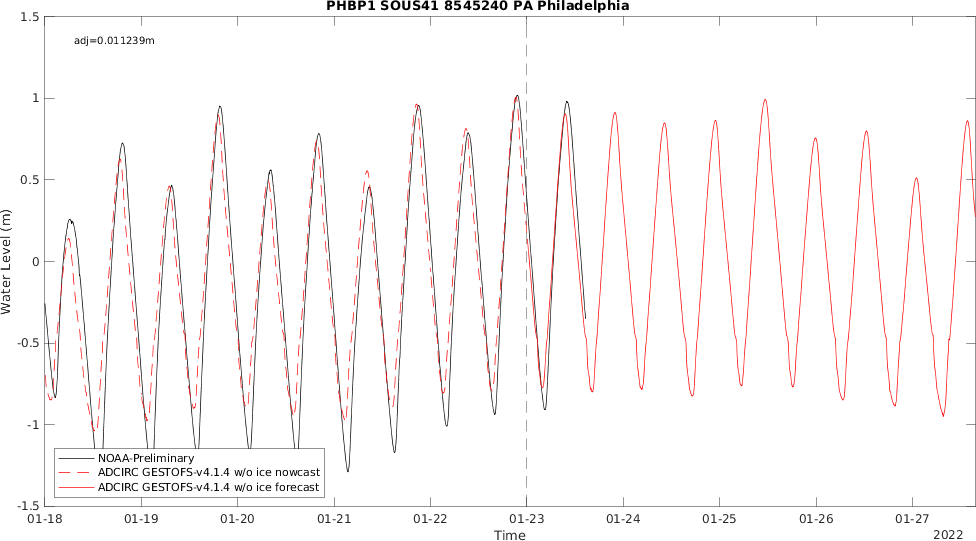 PHBP1 SOUS41 8545240 PA Philadelphia
adj=0.011239m
1.5
1
0.5
0
-0.5
-1
-1.5
Water Level (m)
NOAA-Preliminary
ADCIRC GESTOFS-v4.1.4 w/o ice nowcast
ADCIRC GESTOFS-v4.1.4 w/o ice forecast
01-18 01-19 01-20 01-21 01-22 01-23 01-24 01-25 01-26 01-27
Time
2022